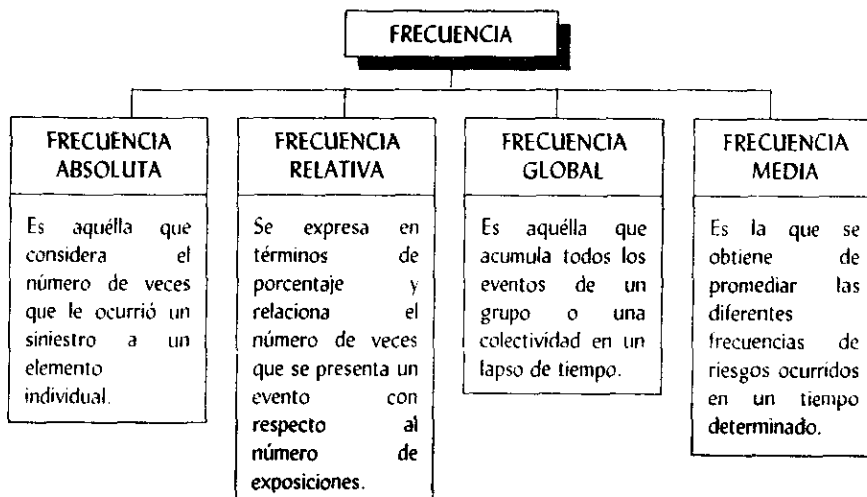 FRECUENCIA
FRECUENCIA
ABSOLUTA
Es aquélla que
considera el
número de veces
que le ocurrió un
siniestro a un
elemento
individual.
FRECUENCIA
RELATIVA
Se expresa en
términos de
porcentaje y
relaciona el
número de veces
que se presenta un
evento con
respecto al
número de
exposiciones.
FRECUENCIA
GLOBAL
Es aquélla que
acumula todos los
eventos de un
grupo o una
colectividad en un
lapso de tiempo.
FRECUENCIA
MEDIA
Es la que se
obtiene de
promediar las
diferentes
frecuencias de
riesgos ocurridos
en un tiempo
determinado.